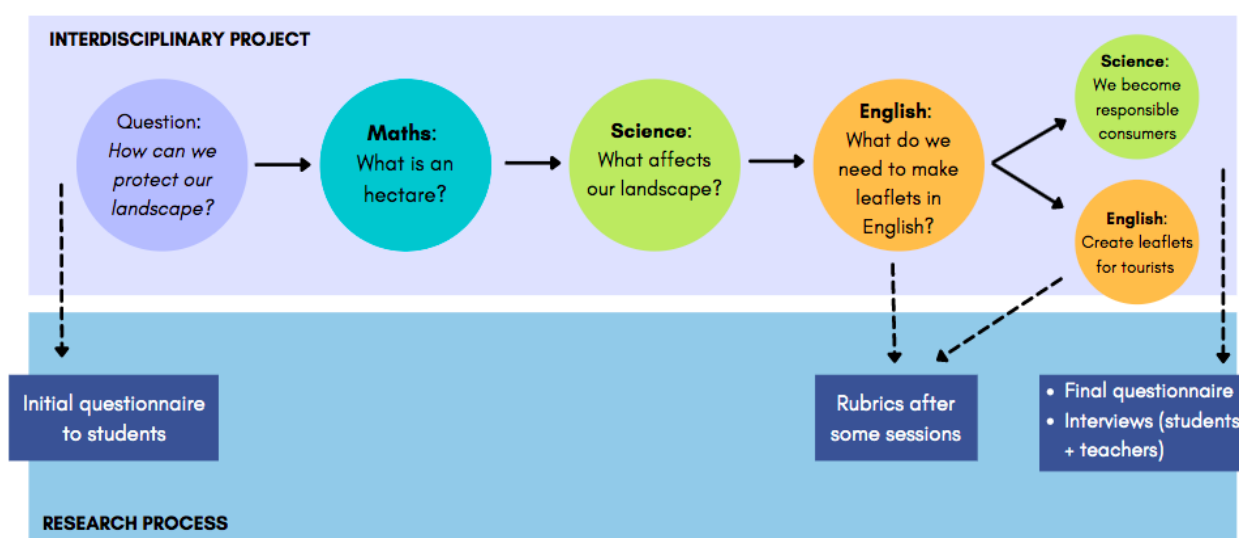 INTERDISCIPLINARY PROJECT
Question:
How can we
protect our
landscape?
Maths:
What is an
hectare?
Science:
What affects
our landscape?
English:
What do we
need to make
leaflets in
English?
Science:
We become
responsible
consumers
English:
Create leaflets
for tourists
Initial questionnaire
to students
Rubrics after
some sessions
• Final questionnaire
• Interviews (students
+ teachers)
RESEARCH PROCESS